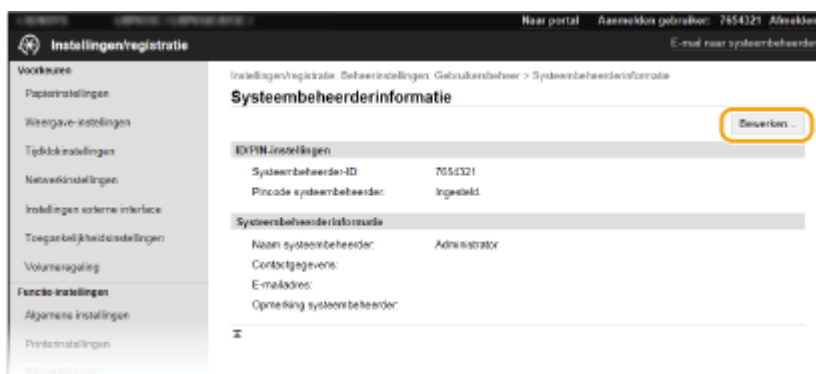 Naar portal Aanmelden gebruiker: 7654321 Afmelden
Instellingen/registratie
E-mail naar systeembeheerder
Voorkeuren
Papierinstellingen
Weergave-instellingen
Tijdklokinstellingen
Netwerkinstellingen
Instellingen externe interface
Toegankelijkheidsinstellingen
Volumeregeling
Functie-instellingen
Algemene instellingen
Printerinstellingen
Instellingen/registratie: Beheerinstellingen: Gebruikersbeheer > Systeembeheerderinformatie
Systeembeheerderinformatie
Bewerken...
ID/PIN-instellingen
Systeembeheerder-ID: 7654321
Pincode systeembeheerder: Ingesteld.
Systeembeheerderinformatie
Naam systeembeheerder: Administrator
Contactgegevens:
E-mailadres:
Opmerking systeembeheerder: